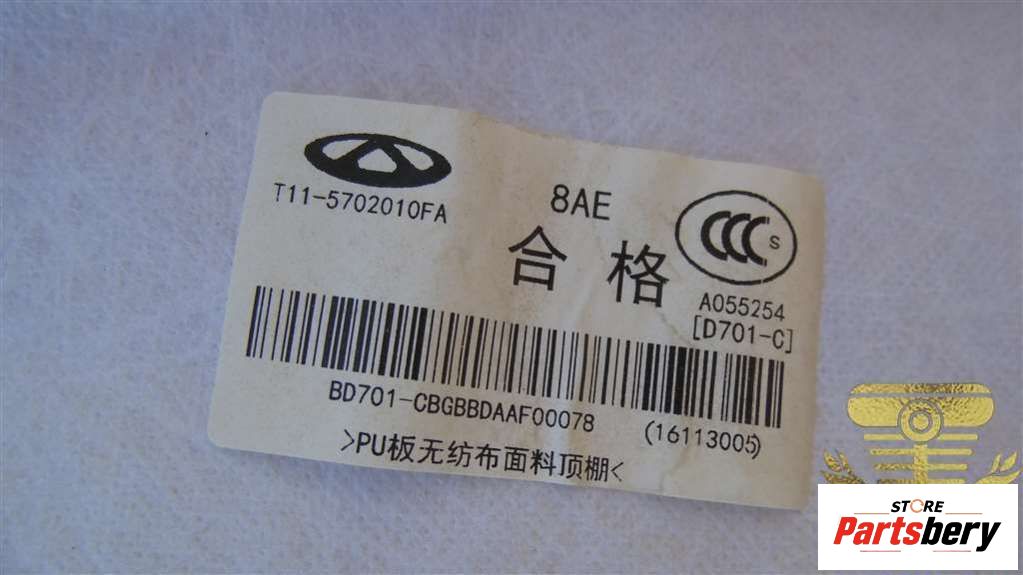 T11-5702010FA
8AE
合格
CCC S
A055254
[D701-C]
BD701-CBGBBDAAF00078
(16113005)
>PU板无纺布面料顶棚<
STORE
Partsbery